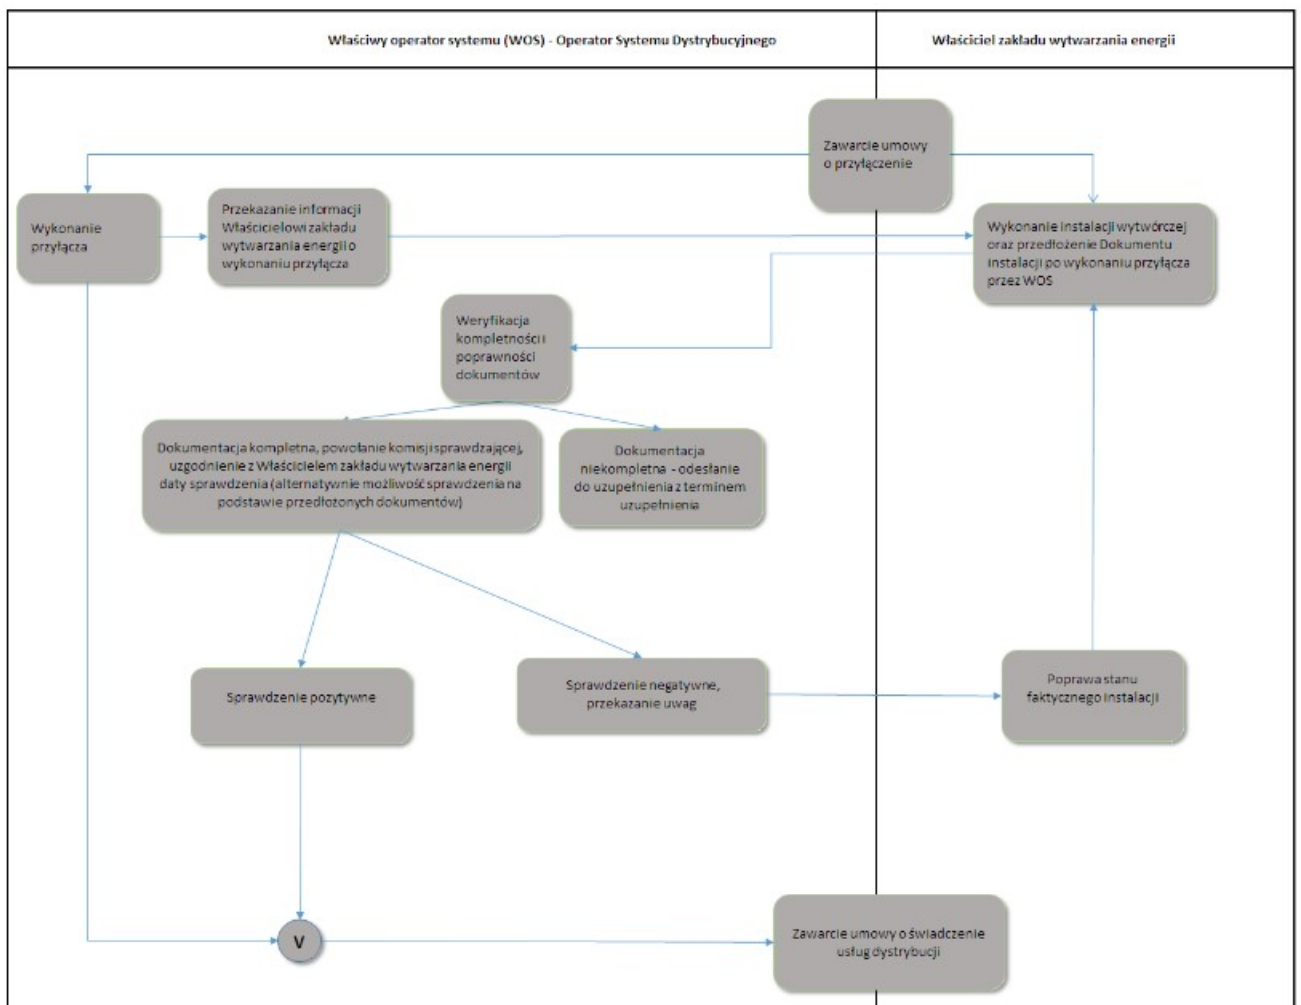 Właściwy operator systemu (WOS) - Operator Systemu Dystrybucyjnego
Właściciel zakładu wytwarzania energii
Zawarcie umowy
o przyłączenie
Wykonanie
przyłącza
Przekazanie informacji
Właścicielowi zakładu
wytwarzania energii o
wykonaniu przyłącza
Wykonanie instalacji wytwórczej
oraz przedłożenie Dokumentu
instalacji po wykonaniu przyłącza
przez WOS
Weryfikacja
kompletności i
poprawności
dokumentów
Dokumentacja kompletna, powołanie komisji sprawdzającej,
uzgodnienie z Właścicielem zakładu wytwarzania energii
daty sprawdzenia (alternatywnie możliwość sprawdzenia na
podstawie przedłożonych dokumentów)
Dokumentacja
niekompletna - odesłanie
do uzupełnienia z terminem
uzupełnienia
Sprawdzenie pozytywne
Sprawdzenie negatywne,
przekazanie uwag
Poprawa stanu
faktycznego instalacji
V
Zawarcie umowy o świadczenie
usług dystrybucji